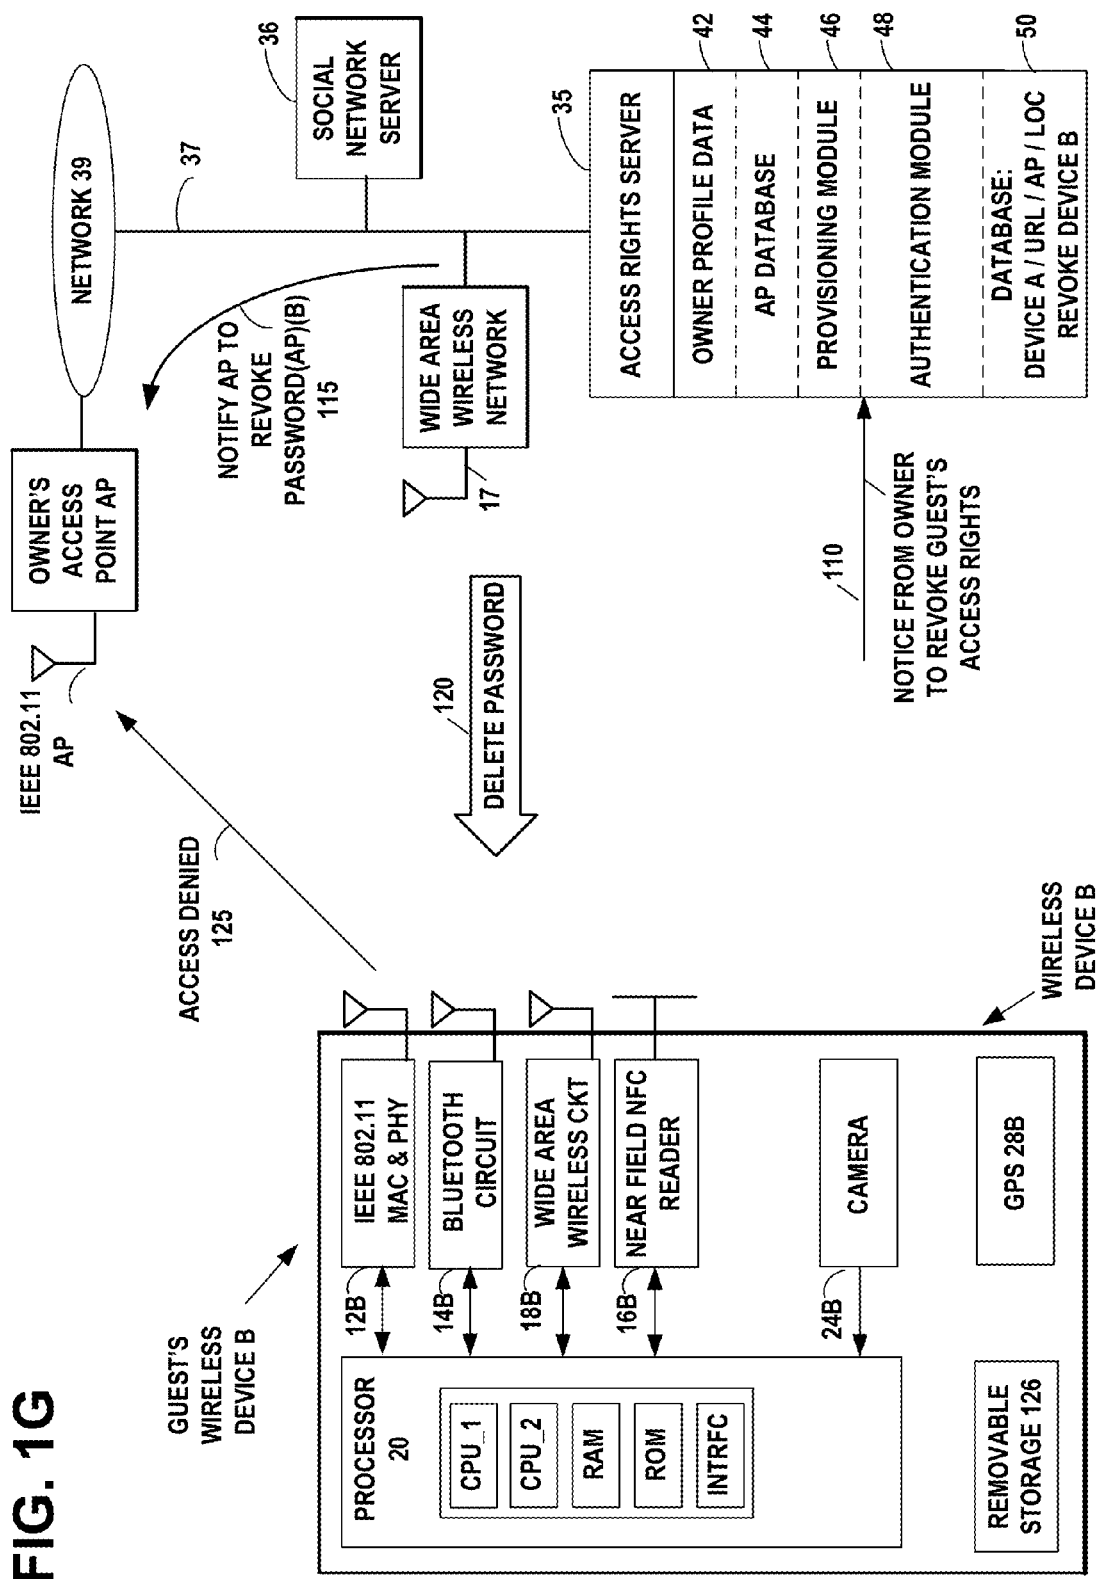 FIG. 1G
GUEST'S
WIRELESS
DEVICE B
PROCESSOR
20
CPU_1
CPU_2
RAM
ROM
INTRFC
REMOVABLE
STORAGE 126
12B
IEEE 802.11
MAC & PHY
14B
BLUETOOTH
CIRCUIT
18B
WIDE AREA
WIRELESS CKT
16B
NEAR FIELD NFC
READER
24B
CAMERA
GPS 28B
WIRELESS
DEVICE B
ACCESS DENIED
125
IEEE 802.11
AP
OWNER'S
ACCESS
POINT AP
NETWORK 39
37
NOTIFY AP TO
REVOKE
PASSWORD(AP)(B)
115
SOCIAL
NETWORK
SERVER
36
WIDE AREA
WIRELESS
NETWORK
17
120
DELETE PASSWORD
35
ACCESS RIGHTS SERVER
OWNER PROFILE DATA
42
AP DATABASE
44
PROVISIONING MODULE
46
AUTHENTICATION MODULE
48
DATABASE:
DEVICE A / URL / AP / LOC
REVOKE DEVICE B
50
110
NOTICE FROM OWNER
TO REVOKE GUEST'S
ACCESS RIGHTS